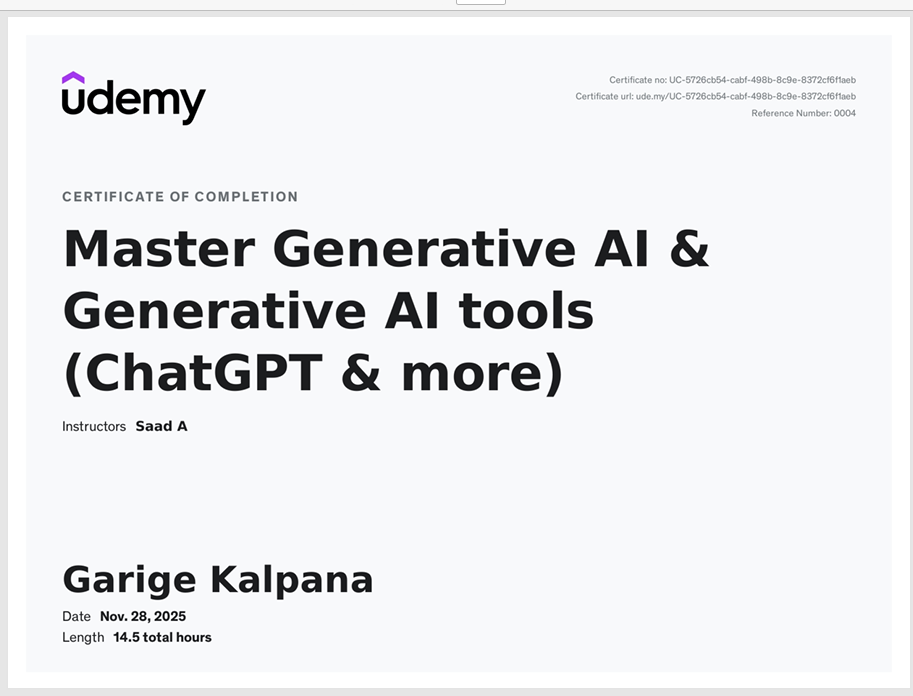 udemy
Certificate no: UC-5726cb54-cabf-498b-8c9e-8372cf6f1aeb
Certificate url: ude.my/UC-5726cb54-cabf-498b-8c9e-8372cf6f1aeb
Reference Number: 0004
CERTIFICATE OF COMPLETION
Master Generative AI &
Generative AI tools
(ChatGPT & more)
Instructors Saad A
Garige Kalpana
Date Nov. 28, 2025
Length 14.5 total hours